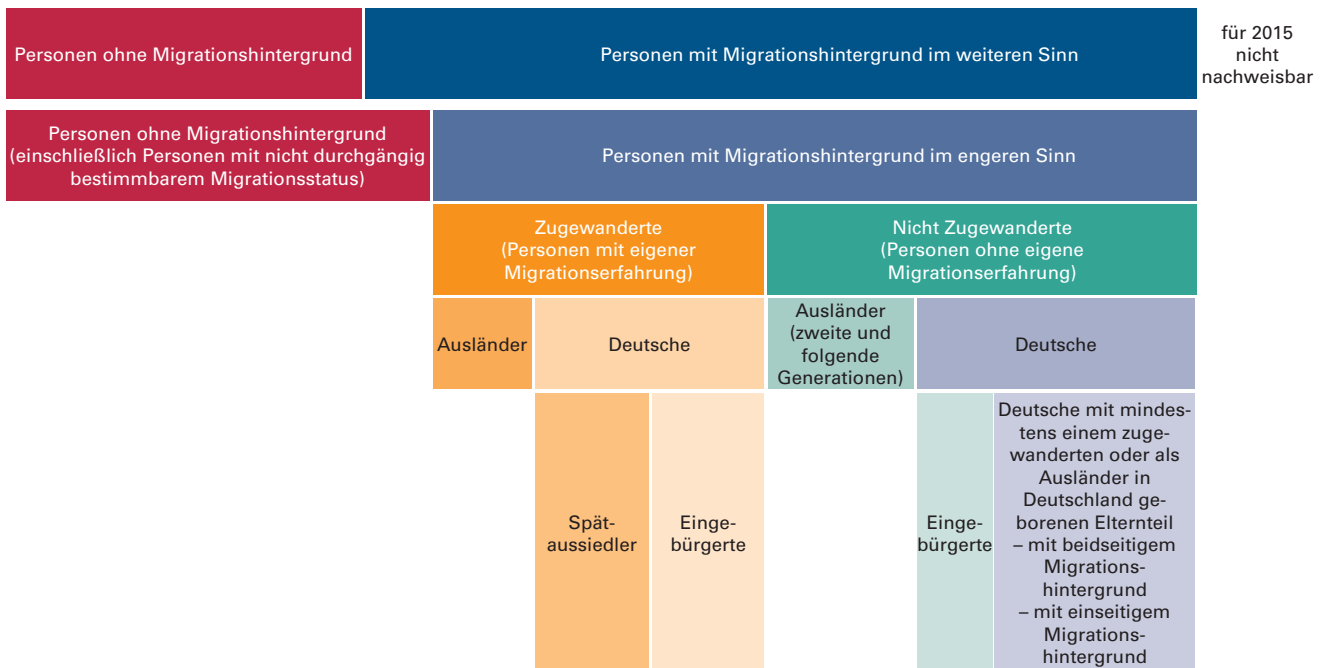 Personen ohne Migrationshintergrund
Personen mit Migrationshintergrund im weiteren Sinn
für 2015
nicht
nachweisbar
Personen ohne Migrationshintergrund
(einschließlich Personen mit nicht durchgängig
bestimmbarem Migrationsstatus)
Personen mit Migrationshintergrund im engeren Sinn
Zugewanderte
(Personen mit eigener
Migrationserfahrung)
Nicht Zugewanderte
(Personen ohne eigene
Migrationserfahrung)
Ausländer
Deutsche
Ausländer
(zweite und
folgende
Generationen)
Deutsche
Spät-
aussiedler
Einge-
bürgerte
Einge-
bürgerte
Deutsche mit mindes-
tens einem zuge-
wanderten oder als
Ausländer in
Deutschland ge-
borenen Elternteil
– mit beidseitigem
Migrations-
hintergrund
– mit einseitigem
Migrations-
hintergrund